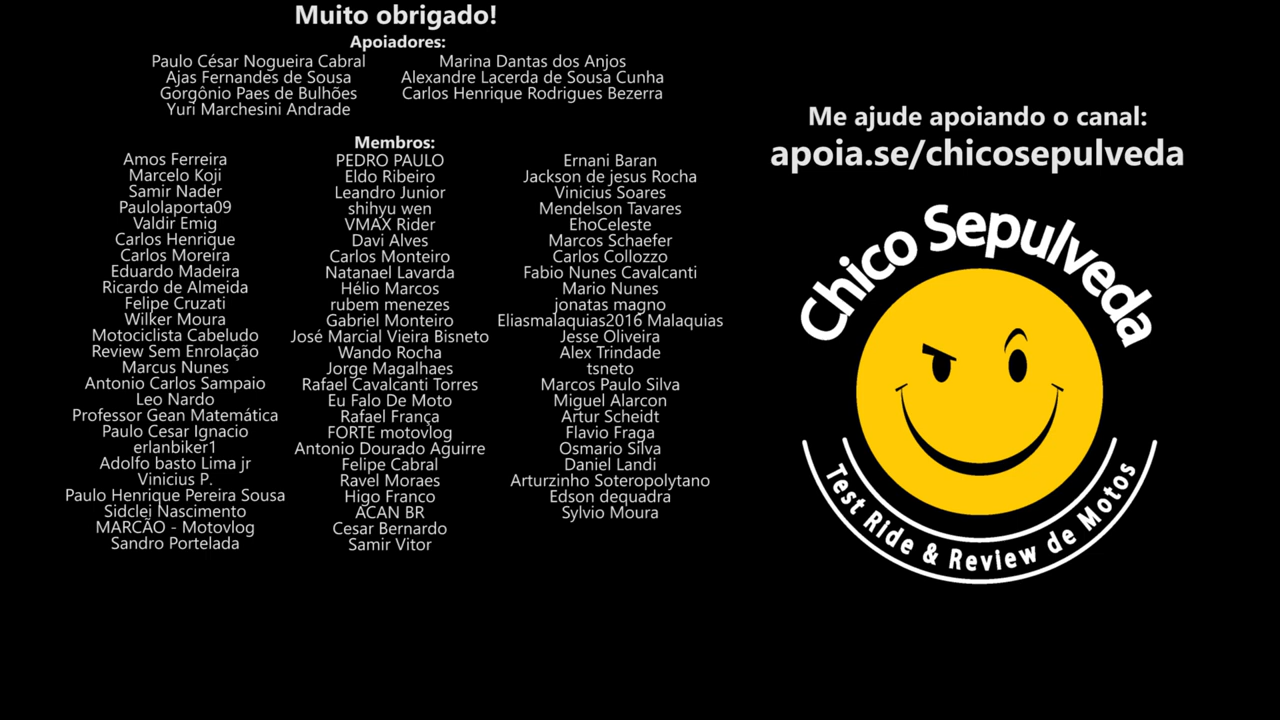 Muito obrigado!
Apoiadores:
Paulo César Nogueira Cabral
Ajas Fernandes de Sousa
Gorgônio Paes de Bulhões
Yuri Marchesini Andrade
Marina Dantas dos Anjos
Alexandre Lacerda de Sousa Cunha
Carlos Henrique Rodrigues Bezerra
Membros:
Amos Ferreira
Marcelo Koji
Samir Nader
Paulolaporta09
Valdir Emig
Carlos Henrique
Carlos Moreira
Eduardo Madeira
Ricardo de Almeida
Felipe Cruzati
Wilker Moura
Motociclista Cabeludo
Review Sem Enrolação
Marcus Nunes
Antonio Carlos Sampaio
Leo Nardo
Professor Gean Matemática
Paulo Cesar Ignacio
erlanbiker1
Adolfo basto Lima jr
Vinicius P.
Paulo Henrique Pereira Sousa
Sidclei Nascimento
MARCÃO - Motovlog
Sandro Portelada
PEDRO PAULO
Eldo Ribeiro
Leandro Junior
shihyu wen
VMAX Rider
Davi Alves
Carlos Monteiro
Natanael Lavarda
Hélio Marcos
rubem menezes
Gabriel Monteiro
José Marcial Vieira Bisneto
Wando Rocha
Jorge Magalhaes
Rafael Cavalcanti Torres
Eu Falo De Moto
Rafael França
FORTE motovlog
Antonio Dourado Aguirre
Felipe Cabral
Ravel Moraes
Higo Franco
ACAN BR
Cesar Bernardo
Samir Vitor
Ernani Baran
Jackson de jesus Rocha
Vinicius Soares
Mendelson Tavares
EhoCeleste
Marcos Schaefer
Carlos Collozzo
Fabio Nunes Cavalcanti
Mario Nunes
jonatas magno
Eliasmalaquias2016 Malaquias
Jesse Oliveira
Alex Trindade
tsneto
Marcos Paulo Silva
Miguel Alarcon
Artur Scheidt
Flavio Fraga
Osmario Silva
Daniel Landi
Arturzinho Soteropolytano
Edson dequadra
Sylvio Moura
Me ajude apoiando o canal:
apoia.se/chicosepulveda
Chico Sepulveda
Test Ride & Review de Motos